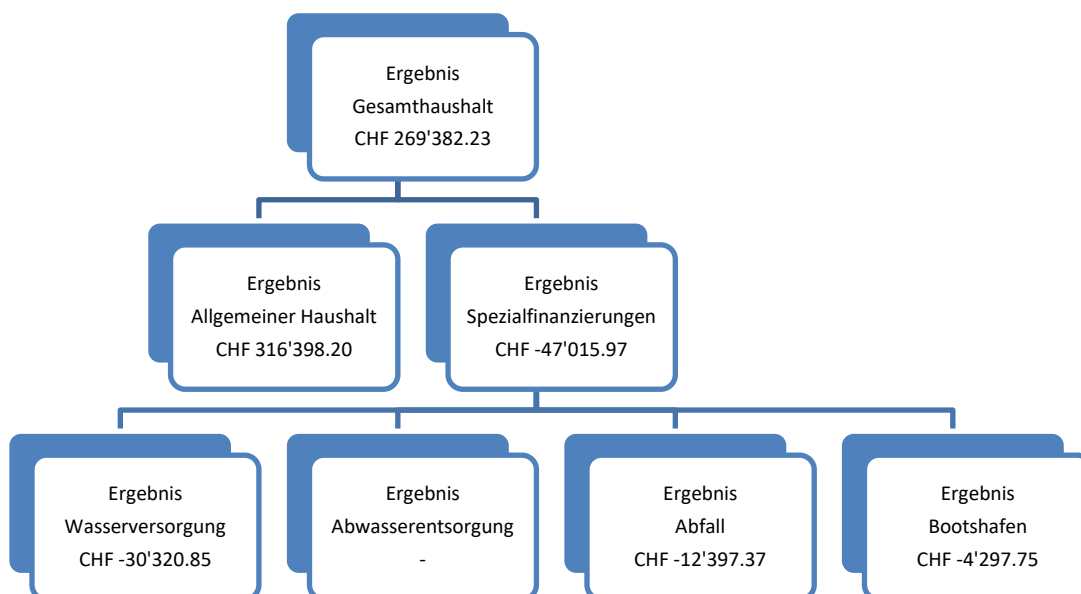 Ergebnis
Gesamthaushalt
CHF 269'382.23
Ergebnis
Allgemeiner Haushalt
CHF 316'398.20
Ergebnis
Spezialfinanzierungen
CHF -47'015.97
Ergebnis
Wasserversorgung
CHF -30'320.85
Ergebnis
Abwasserentsorgung
-
Ergebnis
Abfall
CHF -12'397.37
Ergebnis
Bootshafen
CHF -4'297.75